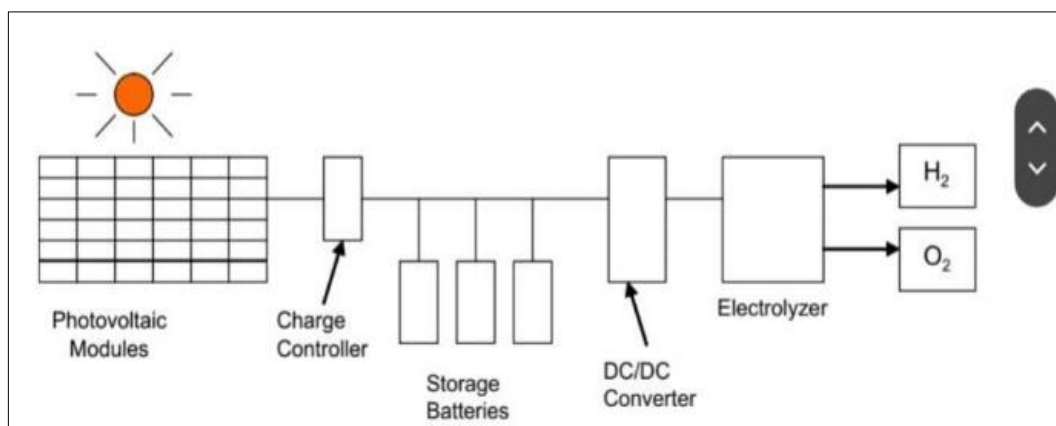 H₂
O₂
Photovoltaic
Modules
Charge
Controller
Storage
Batteries
DC/DC
Converter
Electrolyzer